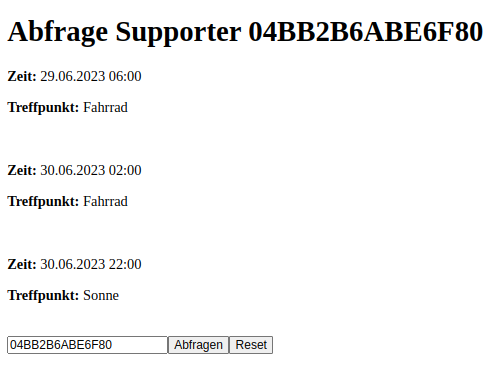 Abfrage Supporter 04BB2B6ABE6F80
Zeit: 29.06.2023 06:00
Treffpunkt: Fahrrad
Zeit: 30.06.2023 02:00
Treffpunkt: Fahrrad
Zeit: 30.06.2023 22:00
Treffpunkt: Sonne
04BB2B6ABE6F80 Abfragen Reset